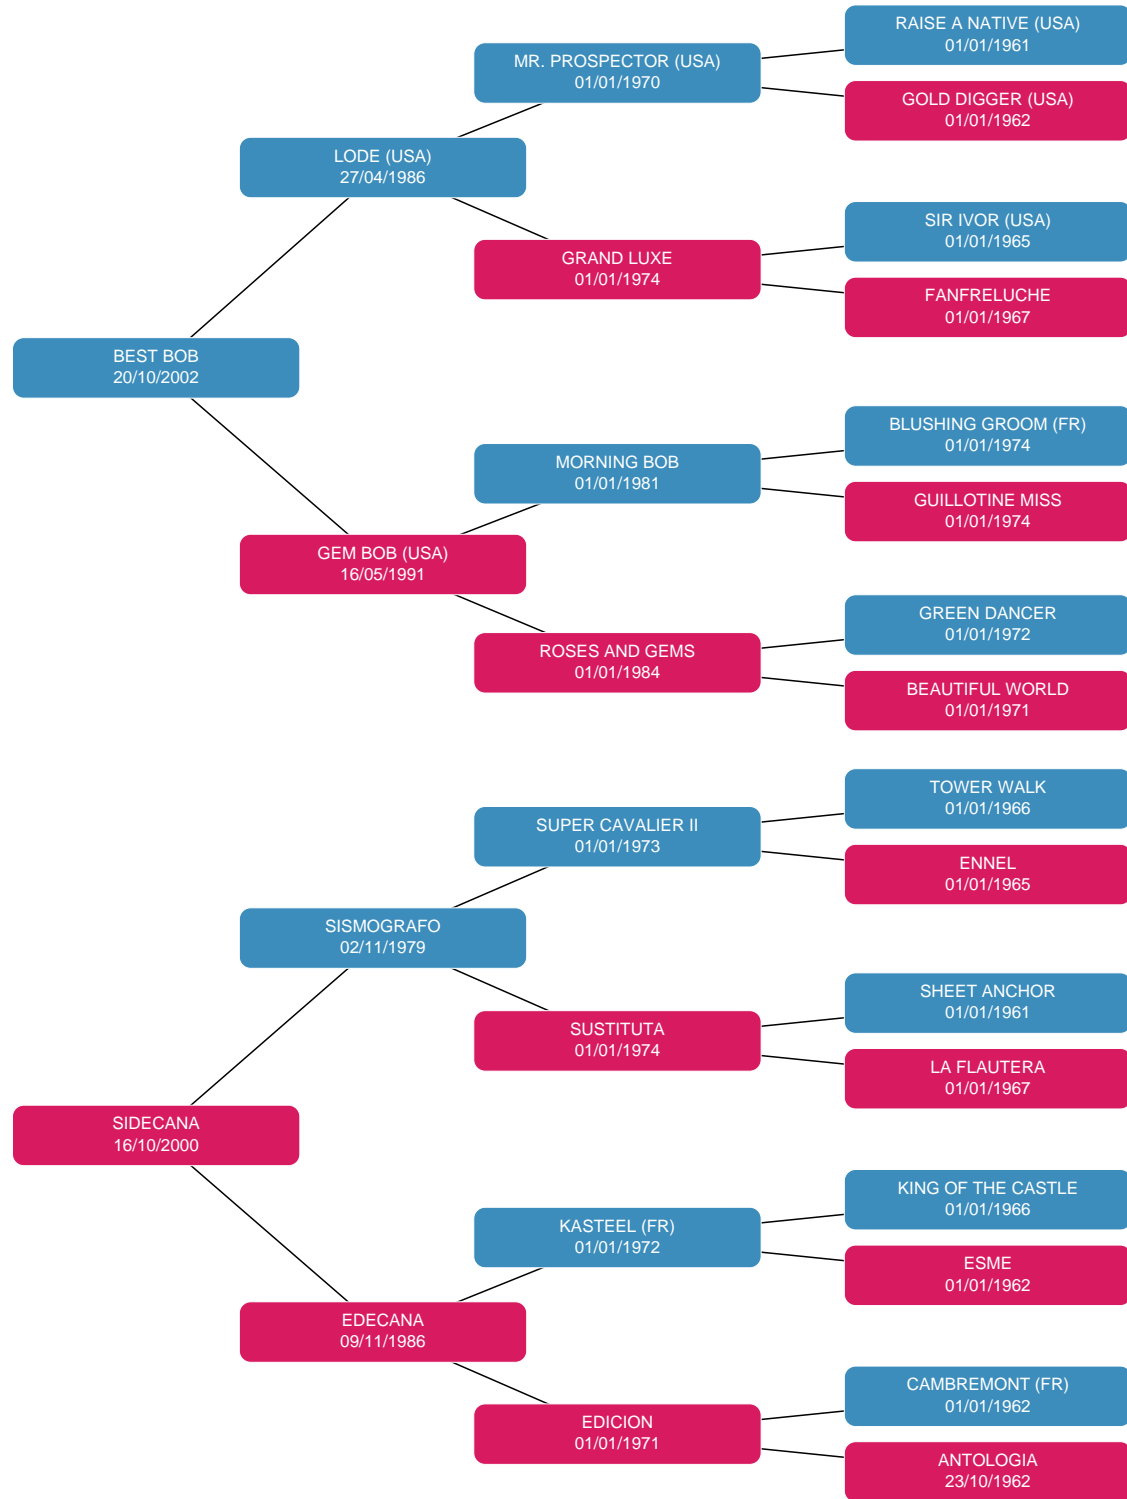 RAISE A NATIVE (USA)
01/01/1961
MR. PROSPECTOR (USA)
01/01/1970
GOLD DIGGER (USA)
01/01/1962
LODE (USA)
27/04/1986
SIR IVOR (USA)
01/01/1965
GRAND LUXE
01/01/1974
FANFRELUCHE
01/01/1967
BEST BOB
20/10/2002
BLUSHING GROOM (FR)
01/01/1974
MORNING BOB
01/01/1981
GUILLOTINE MISS
01/01/1974
GEM BOB (USA)
16/05/1991
GREEN DANCER
01/01/1972
ROSES AND GEMS
01/01/1984
BEAUTIFUL WORLD
01/01/1971
TOWER WALK
01/01/1966
SUPER CAVALIER II
01/01/1973
ENNEL
01/01/1965
SISMOGRAFO
02/11/1979
SHEET ANCHOR
01/01/1961
SUSTITUTA
01/01/1974
LA FLAUTERA
01/01/1967
SIDECANA
16/10/2000
KING OF THE CASTLE
01/01/1966
KASTEEL (FR)
01/01/1972
ESME
01/01/1962
EDECANA
09/11/1986
CAMBREMONT (FR)
01/01/1962
EDICION
01/01/1971
ANTOLOGIA
23/10/1962